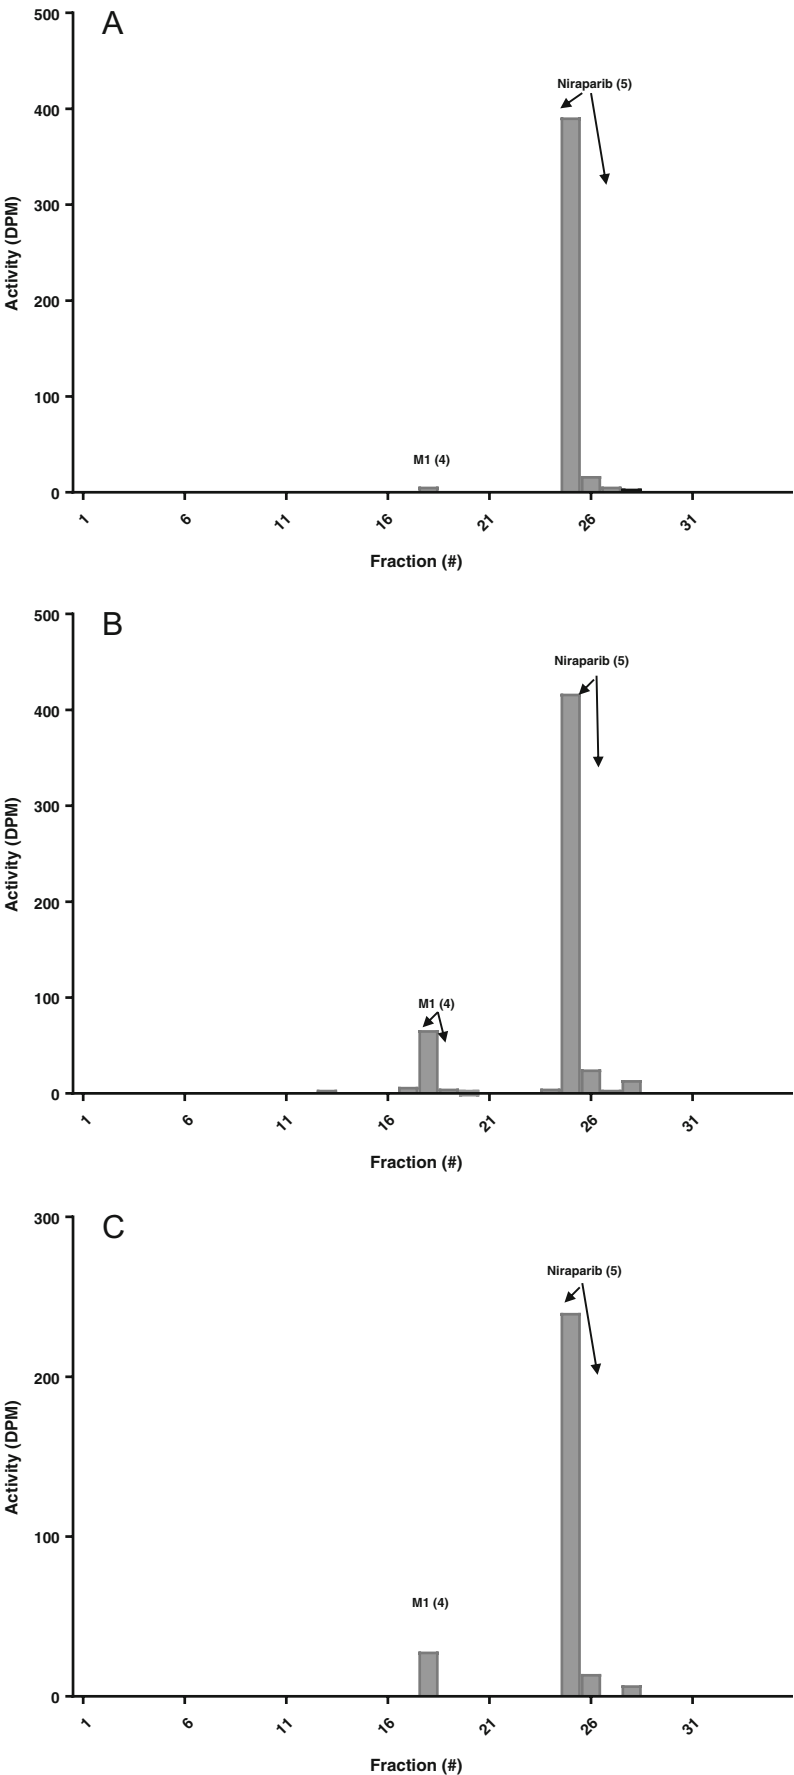 A
500
Niraparib (5)
400
300
Activity (DPM)
200
100
M1 (4)
0
1 6 11 16 21 26 31
Fraction (#)
B
500
Niraparib (5)
400
300
Activity (DPM)
200
100
M1 (4)
0
1 6 11 16 21 26 31
Fraction (#)
C
300
Niraparib (5)
200
Activity (DPM)
100
M1 (4)
0
1 6 11 16 21 26 31
Fraction (#)